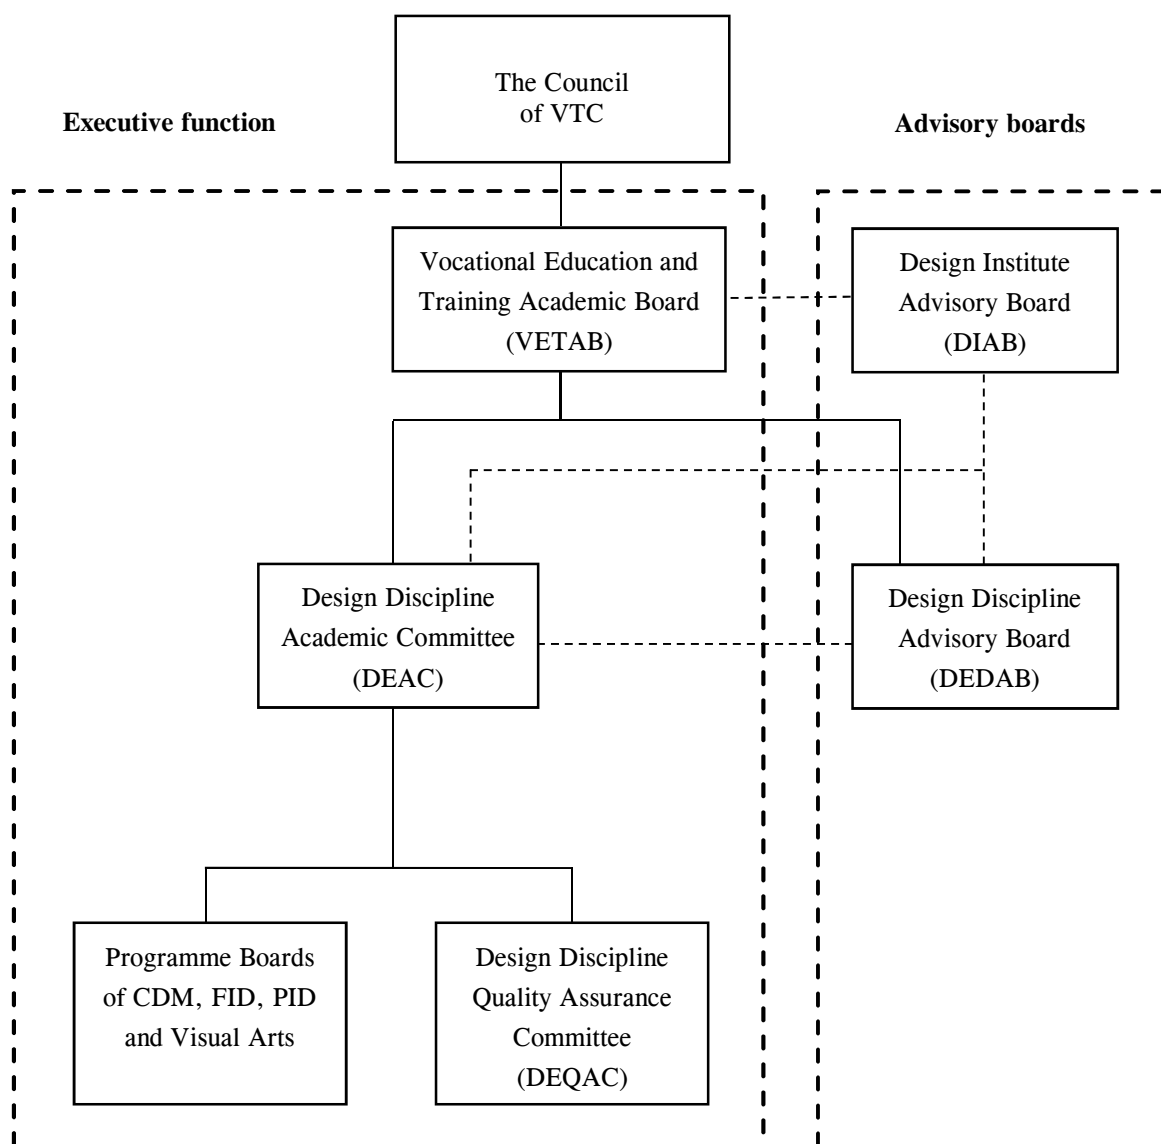 The Council
of VTC
Executive function
Advisory boards
Vocational Education and
Training Academic Board
(VETAB)
Design Institute
Advisory Board
(DIAB)
Design Discipline
Academic Committee
(DEAC)
Design Discipline
Advisory Board
(DEDAB)
Programme Boards
of CDM, FID, PID
and Visual Arts
Design Discipline
Quality Assurance
Committee
(DEQAC)